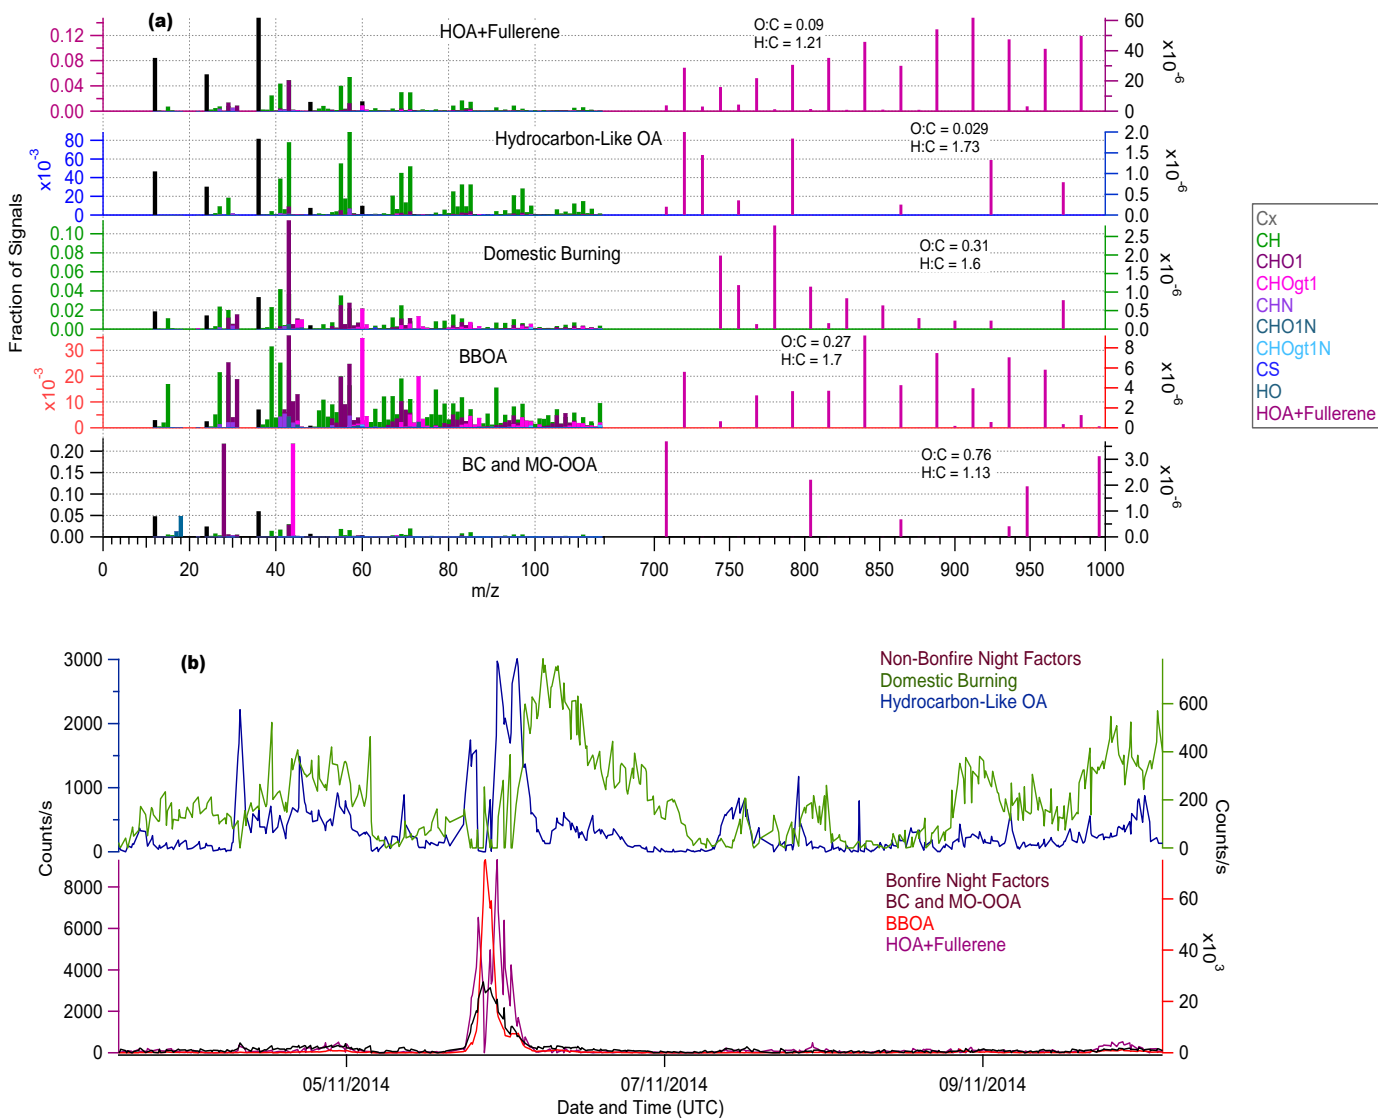 (a)
HOA+Fullerene
O:C = 0.09
H:C = 1.21
0.12
0.08
0.04
0.00
60
40
20
0
x10⁻⁶
Hydrocarbon-Like OA
O:C = 0.029
H:C = 1.73
80
60
40
20
0
x10⁻³
2.0
1.5
1.0
0.5
0.0
x10⁻⁶
Fraction of Signals
Domestic Burning
O:C = 0.31
H:C = 1.6
0.10
0.08
0.06
0.04
0.02
0.00
2.5
2.0
1.5
1.0
0.5
0.0
x10⁻⁶
BBOA
O:C = 0.27
H:C = 1.7
30
20
10
0
x10⁻³
8
6
4
2
0
x10⁻⁶
BC and MO-OOA
O:C = 0.76
H:C = 1.13
0.20
0.15
0.10
0.05
0.00
3.0
2.0
1.0
0.0
x10⁻⁶
0 20 40 60 80 100 700 750 800 850 900 950 1000
m/z
Cx
CH
CHO1
CHOgt1
CHN
CHO1N
CHOgt1N
CS
HO
HOA+Fullerene
(b)
Non-Bonfire Night Factors
Domestic Burning
Hydrocarbon-Like OA
3000
2000
1000
0
600
400
200
0
Counts/s
Counts/s
Bonfire Night Factors
BC and MO-OOA
BBOA
HOA+Fullerene
8000
6000
4000
2000
0
60
40
20
0
x10³
05/11/2014 07/11/2014 09/11/2014
Date and Time (UTC)